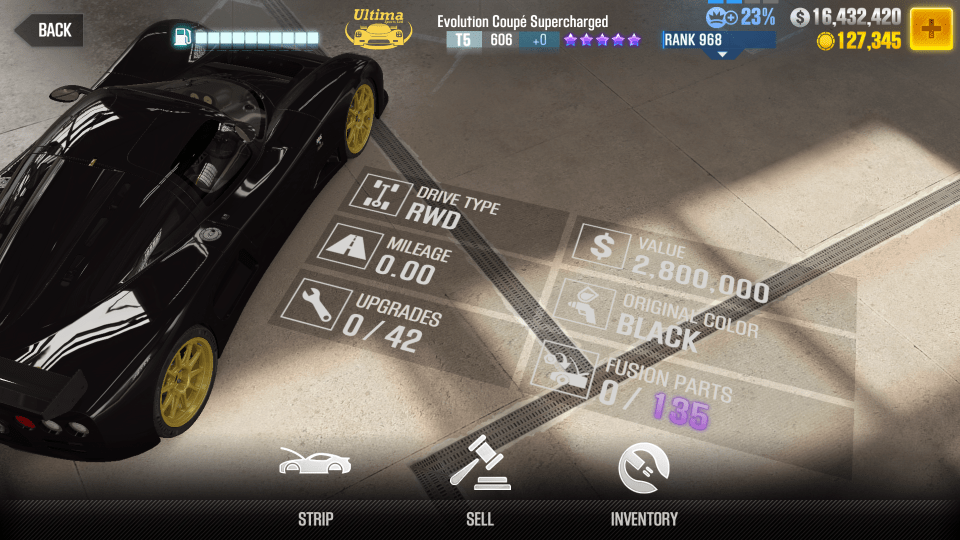 BACK
Ultima
Evolution Coupé Supercharged
T5 606 +0
23%
RANK 968
16,432,420
127,345
DRIVE TYPE
RWD
MILEAGE
0.00
UPGRADES
0/42
VALUE
2,800,000
ORIGINAL COLOR
BLACK
FUSION PARTS
0/135
STRIP
SELL
INVENTORY